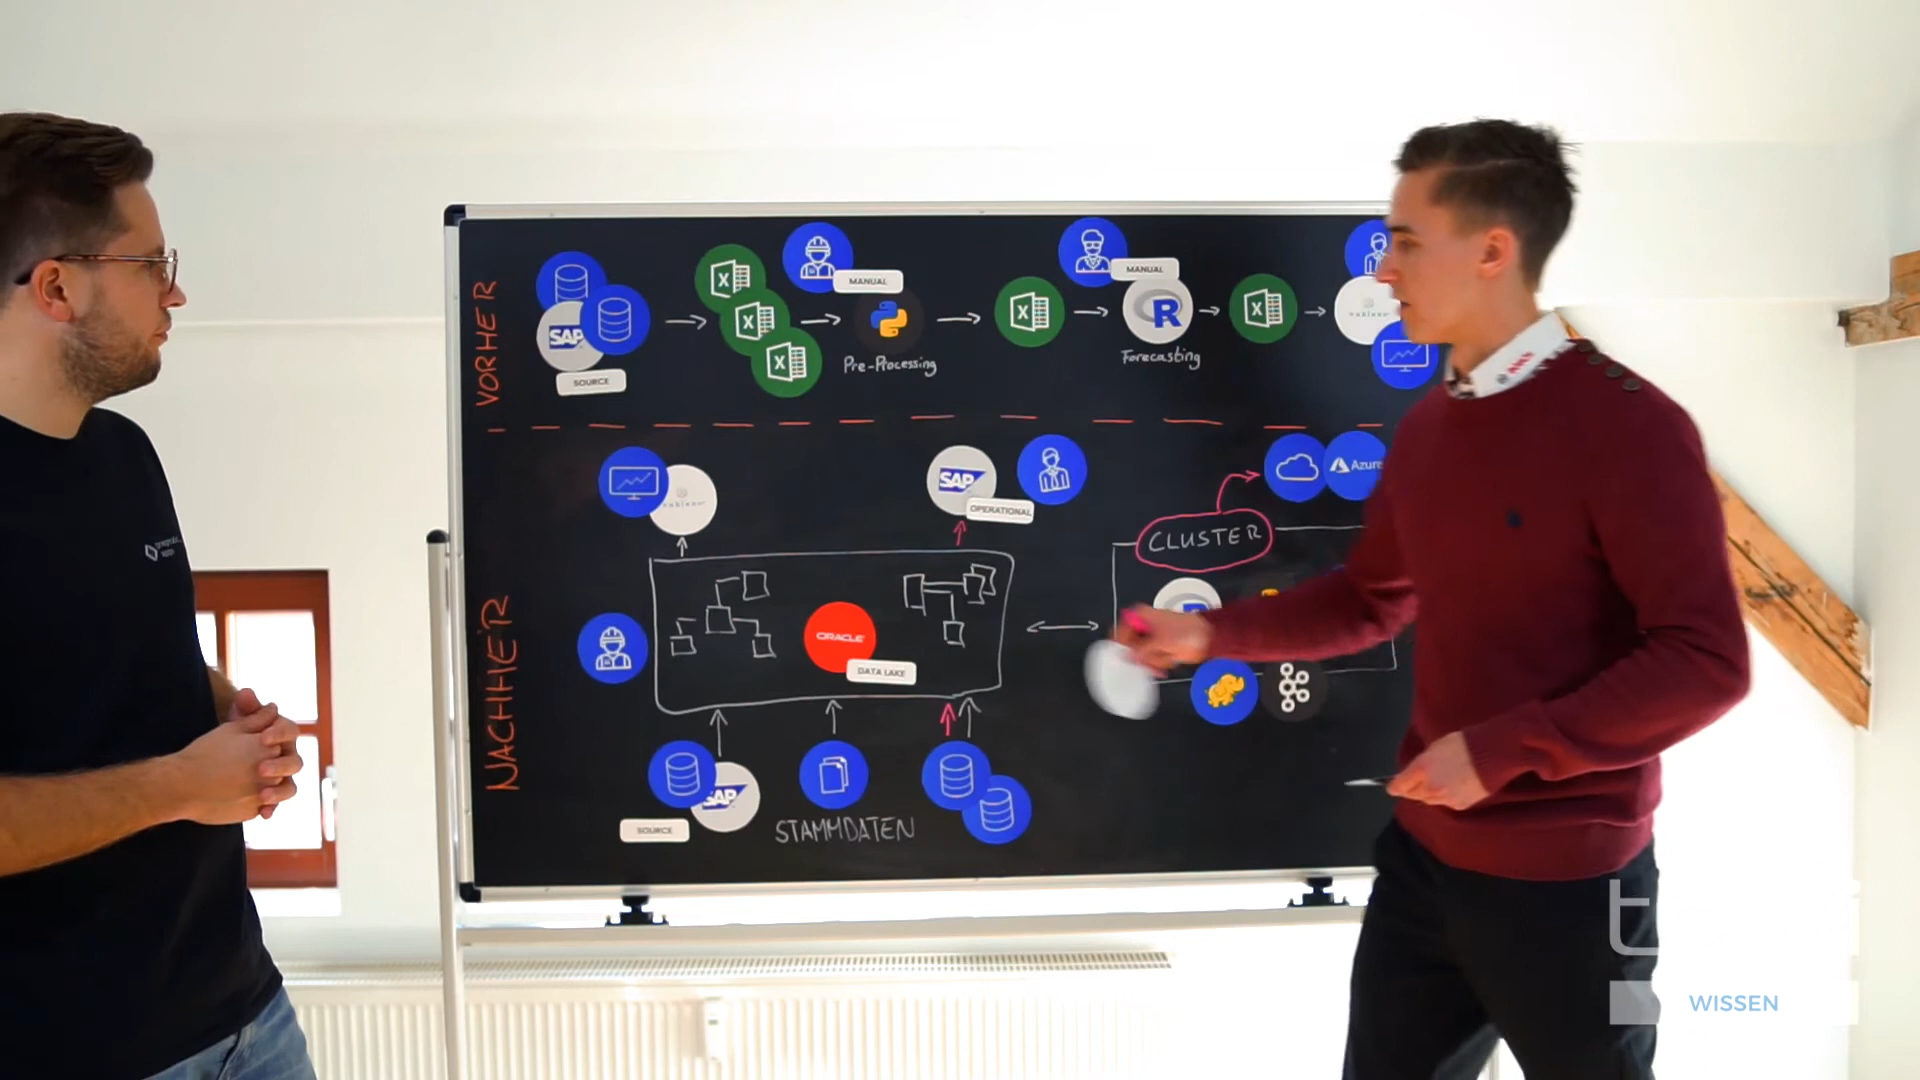 VORHER
SAP
SOURCE
MANUAL
Pre-Processing
MANUAL
R
Forecasting
NACHHER
SAP
OPERATIONAL
Azure
CLUSTER
ORACLE
DATA LAKE
SAP
SOURCE
STAMMDATEN
WISSEN